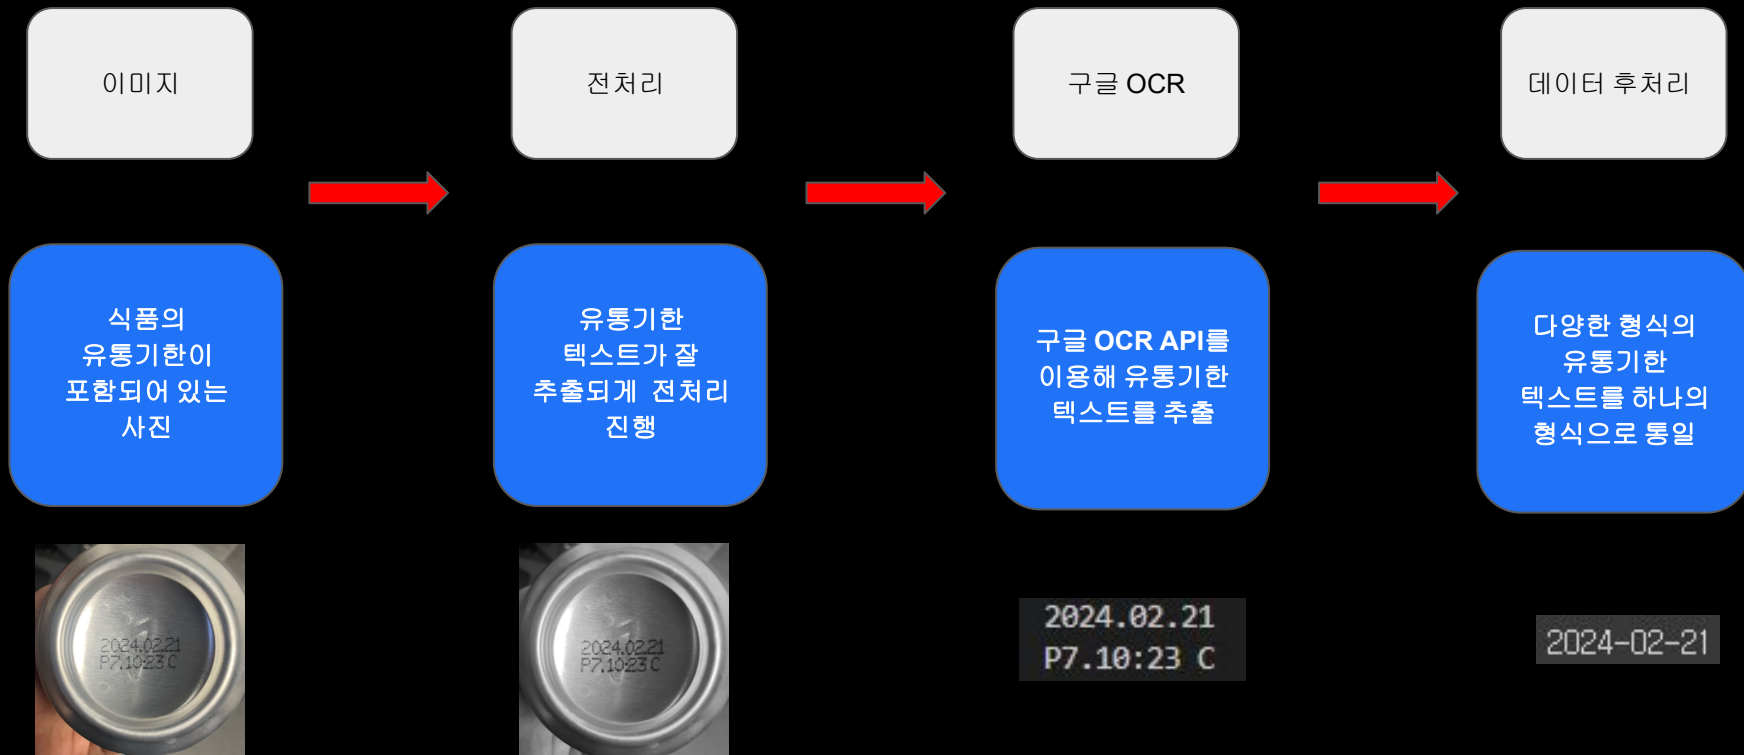 이미지
전처리
구글 OCR
데이터 후처리
식품의
유통기한이
포함되어 있는
사진
유통기한
텍스트가 잘
추출되게 전처리
진행
구글 OCR API를
이용해 유통기한
텍스트를 추출
다양한 형식의
유통기한
텍스트를 하나의
형식으로 통일
2024.02.21
P7.10:23 C
2024.02.21
P7.10:23 C
2024.02.21
P7.10:23 C
2024-02-21